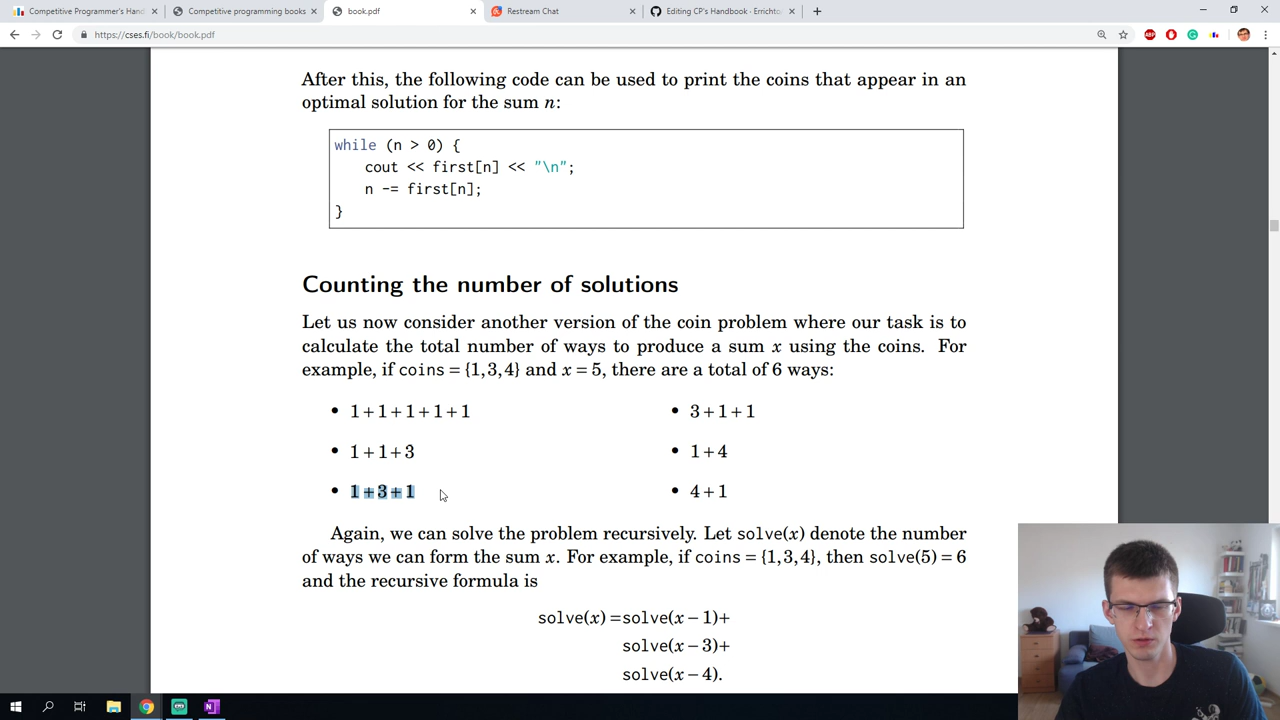 Competitive Programmer's Hand
Competitive programming books
book.pdf
Restream Chat
Editing CP's Handbook · Errichto
https://cses.fi/book/book.pdf
After this, the following code can be used to print the coins that appear in an
optimal solution for the sum n:
while (n > 0) {
cout << first[n] << "\n";
n -= first[n];
}
Counting the number of solutions
Let us now consider another version of the coin problem where our task is to
calculate the total number of ways to produce a sum x using the coins. For
example, if coins = {1,3,4} and x = 5, there are a total of 6 ways:
• 1+1+1+1+1
• 1+1+3
• 1+3+1
• 3+1+1
• 1+4
• 4+1
Again, we can solve the problem recursively. Let solve(x) denote the number
of ways we can form the sum x. For example, if coins = {1,3,4}, then solve(5) = 6
and the recursive formula is
solve(x) =solve(x−1)+
solve(x−3)+
solve(x−4).